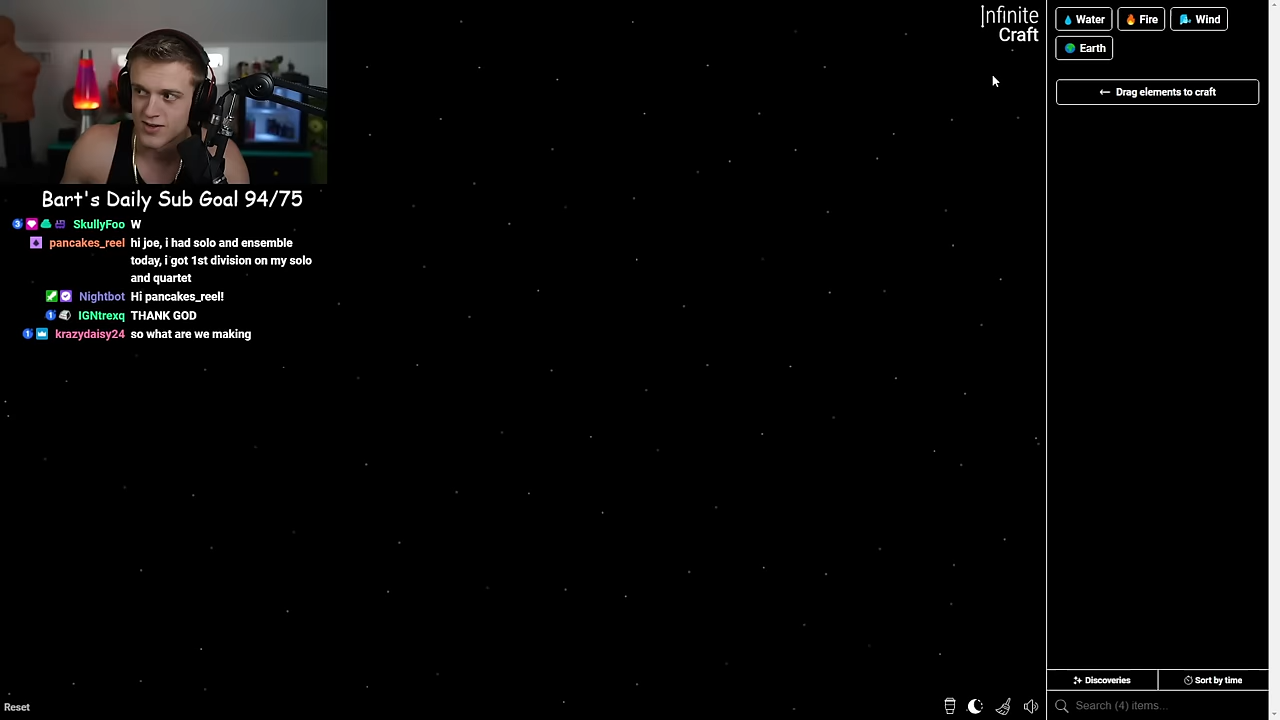 Infinite
Craft
Water
Fire
Wind
Earth
← Drag elements to craft
Bart's Daily Sub Goal 94/75
SkullyFoo W
pancakes_reel hi joe, i had solo and ensemble
today, i got 1st division on my solo
and quartet
Nightbot Hi pancakes_reel!
IGNtrexq THANK GOD
krazydaisy24 so what are we making
Discoveries
Sort by time
Reset
Search (4) items...